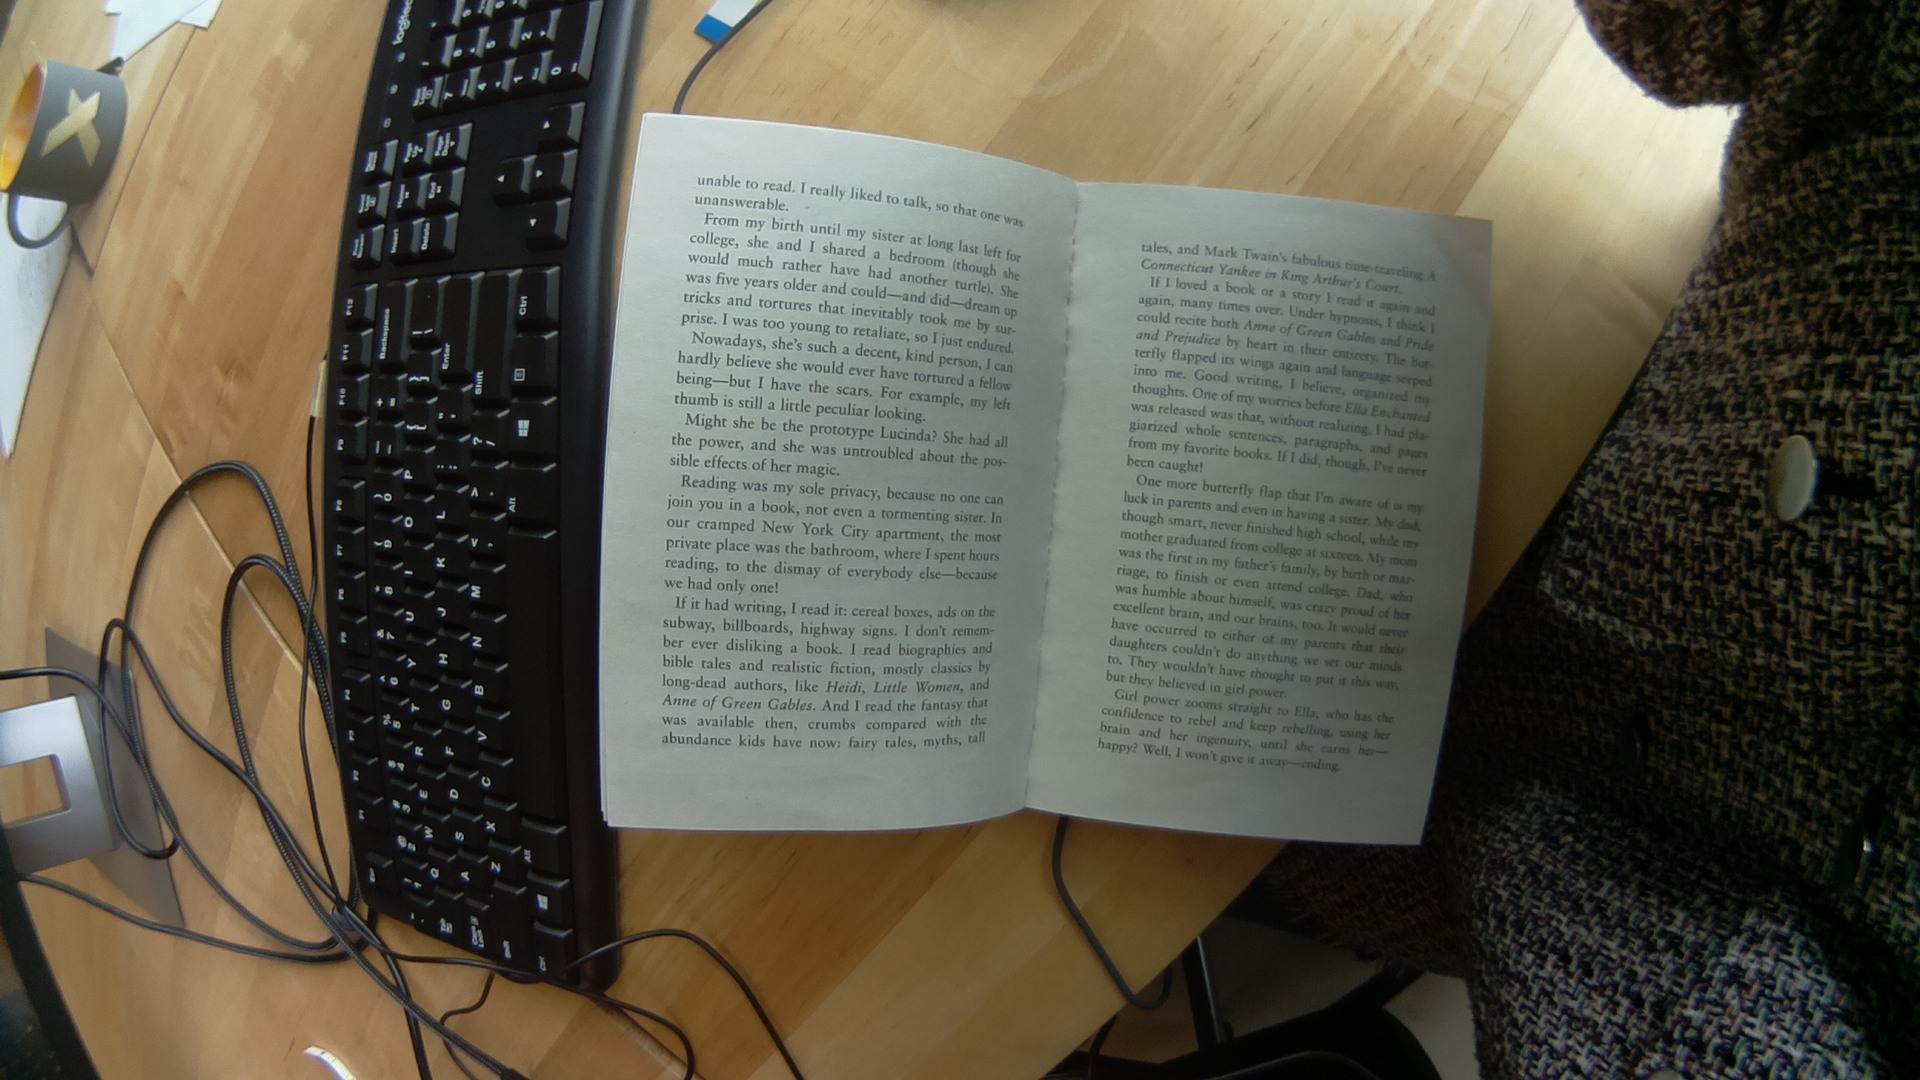 unable to read. I really liked to talk, so that one was
unanswerable.
From my birth until my sister at long last left for
college, she and I shared a bedroom (though she
would much rather have had another turtle). She
was five years older and could—and did—dream up
tricks and tortures that inevitably took me by sur-
prise. I was too young to retaliate, so I just endured.
Nowadays, she's such a decent, kind person, I can
hardly believe she would ever have tortured a fellow
being—but I have the scars. For example, my left
thumb is still a little peculiar looking.
Might she be the prototype Lucinda? She had all
the power, and she was untroubled about the pos-
sible effects of her magic.
Reading was my sole privacy, because no one can
join you in a book, not even a tormenting sister. In
our cramped New York City apartment, the most
private place was the bathroom, where I spent hours
reading, to the dismay of everybody else—because
we had only one!
If it had writing, I read it: cereal boxes, ads on the
subway, billboards, highway signs. I don't remem-
ber ever disliking a book. I read biographies and
bible tales and realistic fiction, mostly classics by
long-dead authors, like Heidi, Little Women, and
Anne of Green Gables. And I read the fantasy that
was available then, crumbs compared with the
abundance kids have now: fairy tales, myths, tall
tales, and Mark Twain's fabulous time-traveling A
Connecticut Yankee in King Arthur's Court.
If I loved a book or a story I read it again and
again, many times over. Under hypnosis, I think I
could recite both Anne of Green Gables and Pride
and Prejudice by heart in their entirety. The but-
terfly flapped its wings again and language seeped
into me. Good writing, I believe, organized my
thoughts. One of my worries before Ella Enchanted
was released was that, without realizing, I had pla-
giarized whole sentences, paragraphs, and pages
from my favorite books. If I did, though, I've never
been caught!
One more butterfly flap that I'm aware of is my
luck in parents and even in having a sister. My dad,
though smart, never finished high school, while my
mother graduated from college at sixteen. My mom
was the first in my father's family, by birth or mar-
riage, to finish or even attend college. Dad, who
was humble about himself, was crazy proud of her
excellent brain, and our brains, too. It would never
have occurred to either of my parents that their
daughters couldn't do anything we set our minds
to. They wouldn't have thought to put it this way,
but they believed in girl power.
Girl power zooms straight to Ella, who has the
confidence to rebel and keep rebelling, using her
brain and her ingenuity, until she earns her—
happy? Well, I won't give it away—ending.